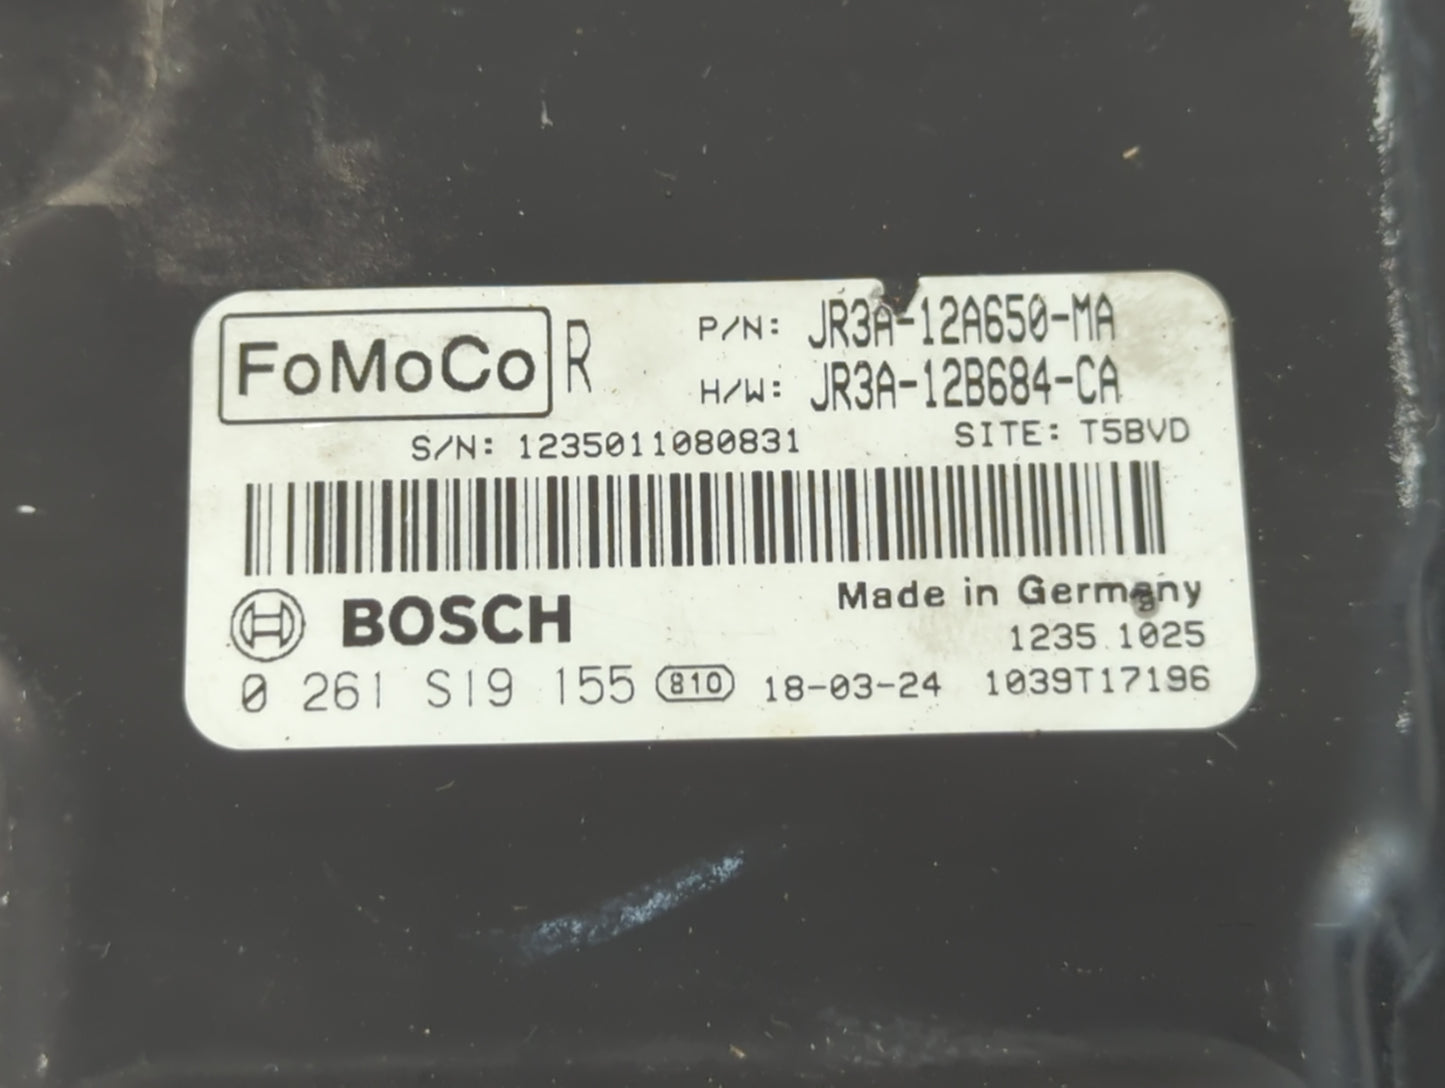 FoMoCo R P/N: JR3A-12A650-MA
H/W: JR3A-12B684-CA
S/N: 1235011080831 SITE: T5BVD
BOSCH Made in Germany
1235.1025
0 261 S19 155 810 18-03-24 1039T17196